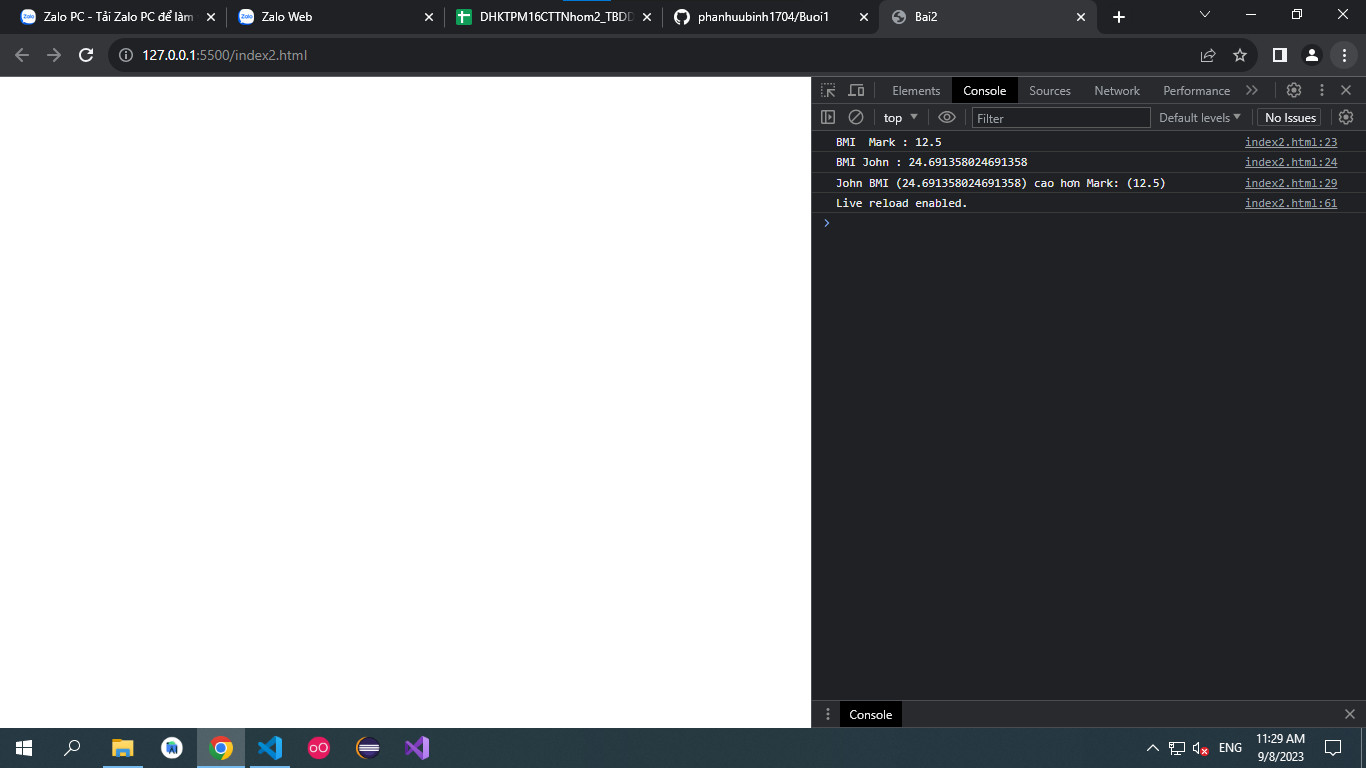 Zalo PC - Tải Zalo PC để làm
Zalo Web
DHKTPM16CTTNhom2_TBDD
phanhuubinh1704/Buoi1
Bai2
127.0.0.1:5500/index2.html
Elements Console Sources Network Performance
top Filter Default levels No Issues
BMI  Mark : 12.5 index2.html:23
BMI John : 24.691358024691358 index2.html:24
John BMI (24.691358024691358) cao hơn Mark: (12.5) index2.html:29
Live reload enabled. index2.html:61
Console
ENG
11:29 AM
9/8/2023